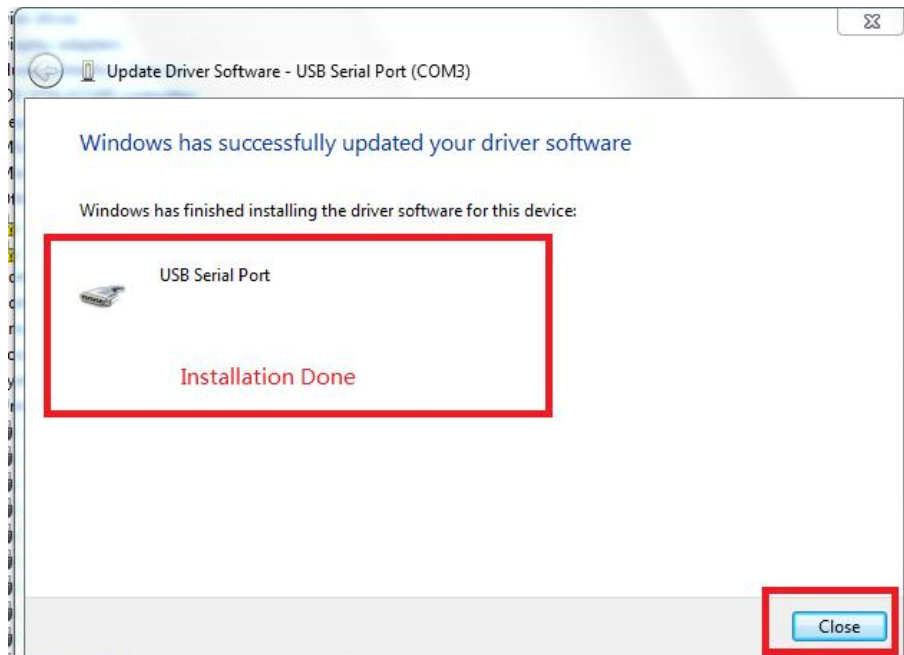 Update Driver Software - USB Serial Port (COM3)
Windows has successfully updated your driver software
Windows has finished installing the driver software for this device:
USB Serial Port
Installation Done
Close